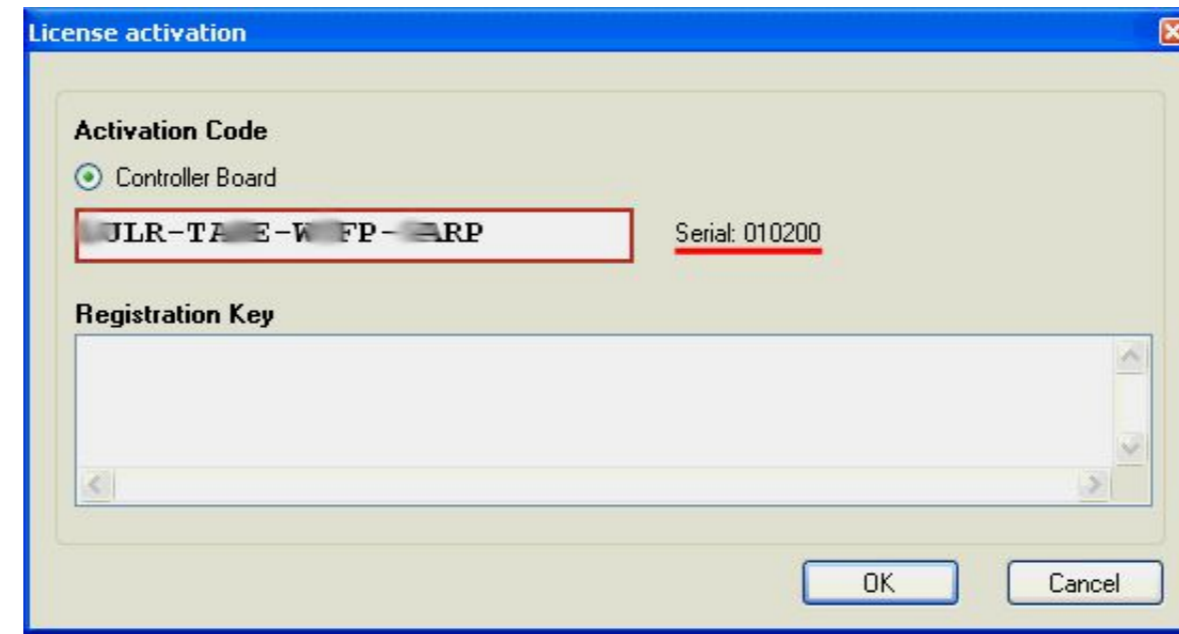 License activation
Activation Code
Controller Board
Serial: 010200
Registration Key
OK
Cancel